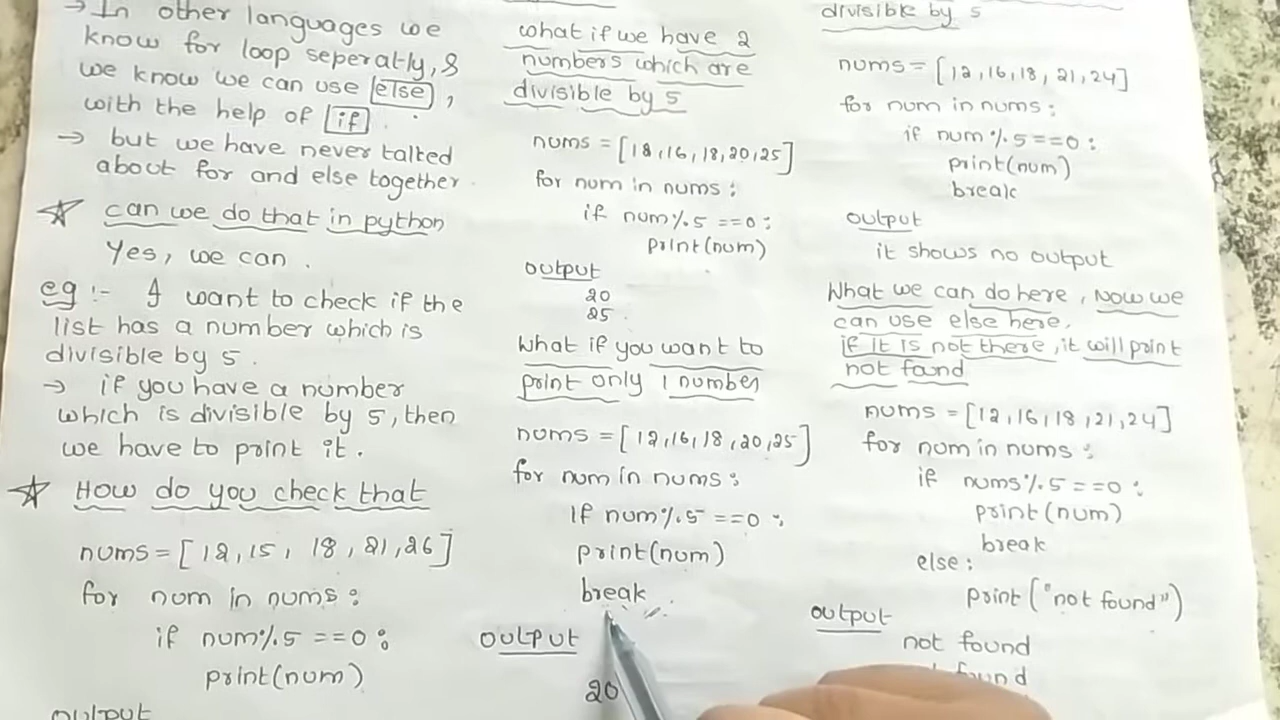 → In other languages we
know for loop seperatly, &
we know we can use else,
with the help of if.
→ but we have never talted
about for and else together
☆ can we do that in python
Yes, we can.
eg :- I want to check if the
list has a number which is
divisible by 5.
→ if you have a number
which is divisible by 5, then
we have to print it.
☆ How do you check that
nums = [12, 15, 18, 21, 26]
for num in nums:
if num%5 ==0:
print(num)
output
what if we have 2
numbers which are
divisible by 5
nums = [18,16,18,20,25]
for num in nums:
if num%5 ==0:
print(num)
output
20
25
What if you want to
print only 1 number
nums = [12,16,18,20,25]
for num in nums:
If num%5 ==0:
print(num)
break
output
20
divisible by 5
nums = [12,16,18,21,24]
for num in nums:
if num%5==0:
print(num)
break
output
it shows no output
What we can do here, Now we
can use else here,
if it is not there, it will print
not found
nums = [12,16,18,21,24]
for num in nums:
if nums%5==0:
print(num)
break
else:
print("not found")
output
not found
found